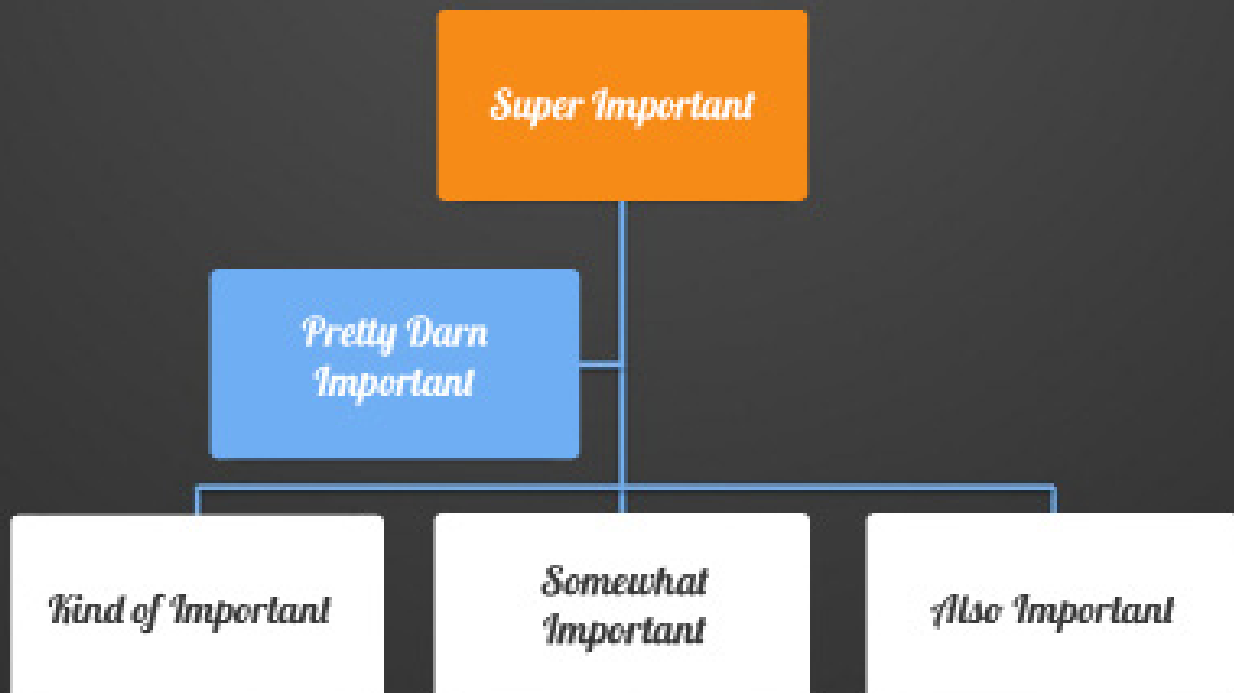 Super Important
Pretty Darn
Important
Kind of Important
Somewhat
Important
Also Important